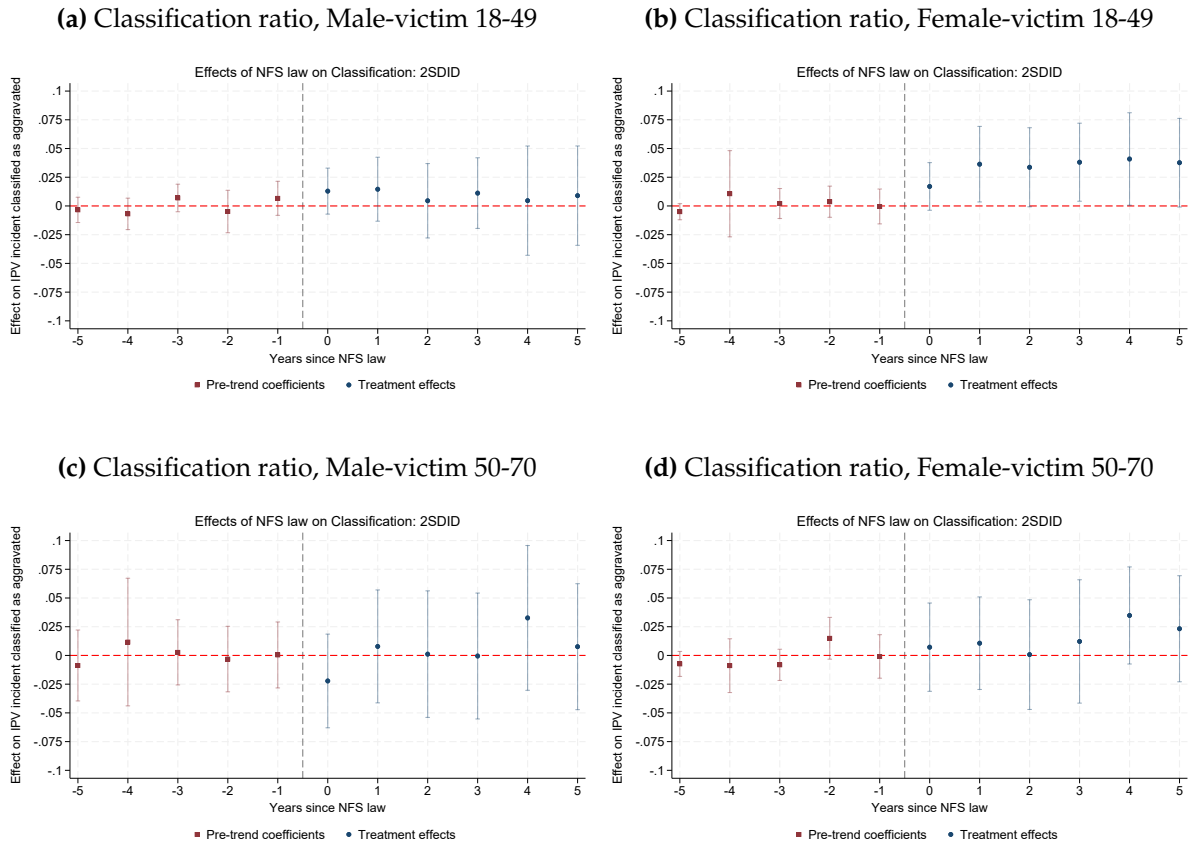 (a) Classification ratio, Male-victim 18-49
Effects of NFS law on Classification: 2SDID
Effect on IPV incident classified as aggravated
.1
.075
.05
.025
0
-.025
-.05
-.075
-.1
-5 -4 -3 -2 -1 0 1 2 3 4 5
Years since NFS law
Pre-trend coefficients Treatment effects
(b) Classification ratio, Female-victim 18-49
Effects of NFS law on Classification: 2SDID
Effect on IPV incident classified as aggravated
.1
.075
.05
.025
0
-.025
-.05
-.075
-.1
-5 -4 -3 -2 -1 0 1 2 3 4 5
Years since NFS law
Pre-trend coefficients Treatment effects
(c) Classification ratio, Male-victim 50-70
Effects of NFS law on Classification: 2SDID
Effect on IPV incident classified as aggravated
.1
.075
.05
.025
0
-.025
-.05
-.075
-.1
-5 -4 -3 -2 -1 0 1 2 3 4 5
Years since NFS law
Pre-trend coefficients Treatment effects
(d) Classification ratio, Female-victim 50-70
Effects of NFS law on Classification: 2SDID
Effect on IPV incident classified as aggravated
.1
.075
.05
.025
0
-.025
-.05
-.075
-.1
-5 -4 -3 -2 -1 0 1 2 3 4 5
Years since NFS law
Pre-trend coefficients Treatment effects